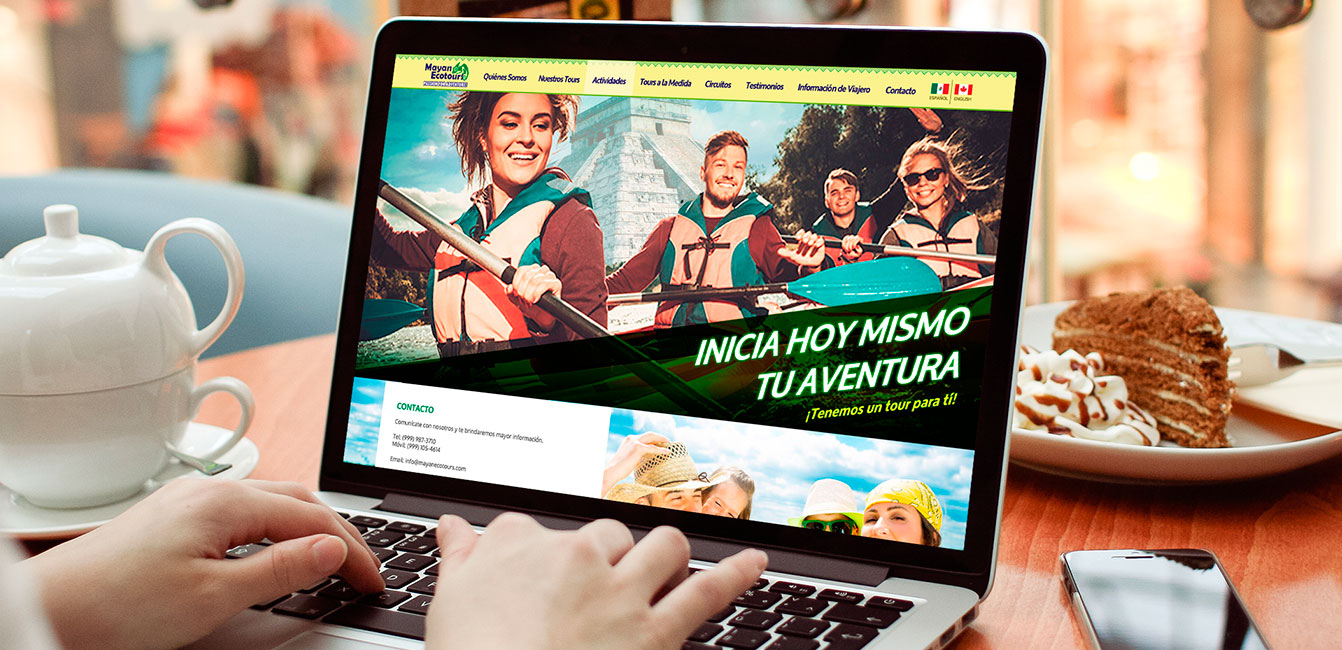 Mayan
Ecotours
Quiénes Somos
Nuestros Tours
Actividades
Tours a la Medida
Circuitos
Testimonios
Información de Viajero
Contacto
ESPAÑOL
ENGLISH
INICIA HOY MISMO
TU AVENTURA
¡Tenemos un tour para tí!
CONTACTO
Comunícate con nosotros y te brindaremos mayor información.
Tel: (999) 987-3710
Móvil: (999) 105-4614
Email: info@mayanecotours.com